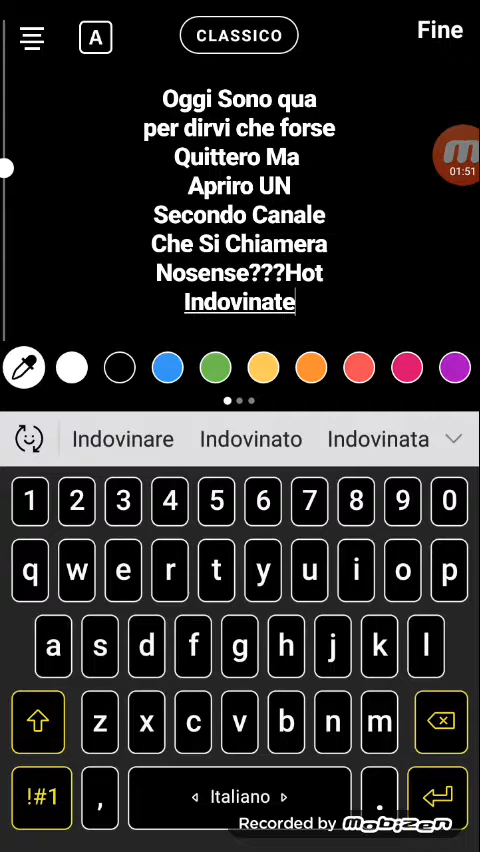 A
CLASSICO
Fine
Oggi Sono qua
per dirvi che forse
Quittero Ma
Apriro UN
Secondo Canale
Che Si Chiamera
Nosense???Hot
Indovinate
01:51
Indovinare Indovinato Indovinata
1 2 3 4 5 6 7 8 9 0
q w e r t y u i o p
a s d f g h j k l
z x c v b n m
!#1 , Italiano .
Recorded by mobizen